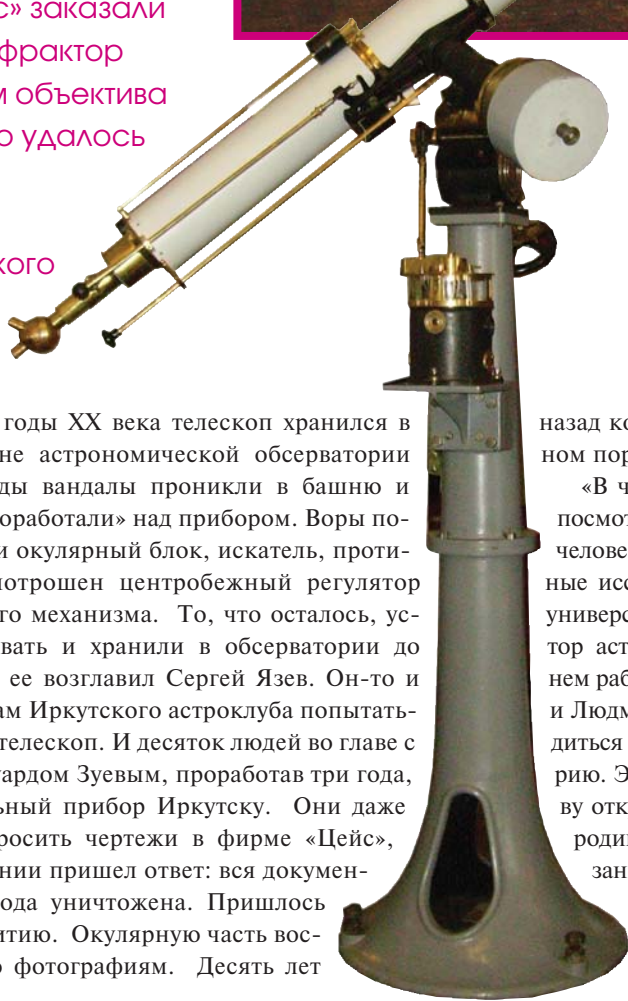 с» заказали
фрактор
м объектива
о удалось
кого
годы XX века телескоп хранился в
не астрономической обсерватории
ды вандалы проникли в башню и
оработали» над прибором. Воры по-
и окулярный блок, искатель, проти-
потрошен центробежный регулятор
го механизма. То, что осталось, ус-
вать и хранили в обсерватории до
ее возглавил Сергей Язев. Он-то и
ам Иркутского астроклуба попытать-
телескоп. И десяток людей во главе с
уардом Зуевым, проработав три года,
льный прибор Иркутску. Они даже
росить чертежи в фирме «Цейс»,
ании пришел ответ: вся докумен-
ода уничтожена. Пришлось
итию. Окулярную часть вос-
о фотографиям. Десять лет
назад ко
ном пор
«В ч
посмот
челове
ные исс
универс
тор аст
нем раб
и Людм
диться
рию. Э
ву отк
родиг
зан